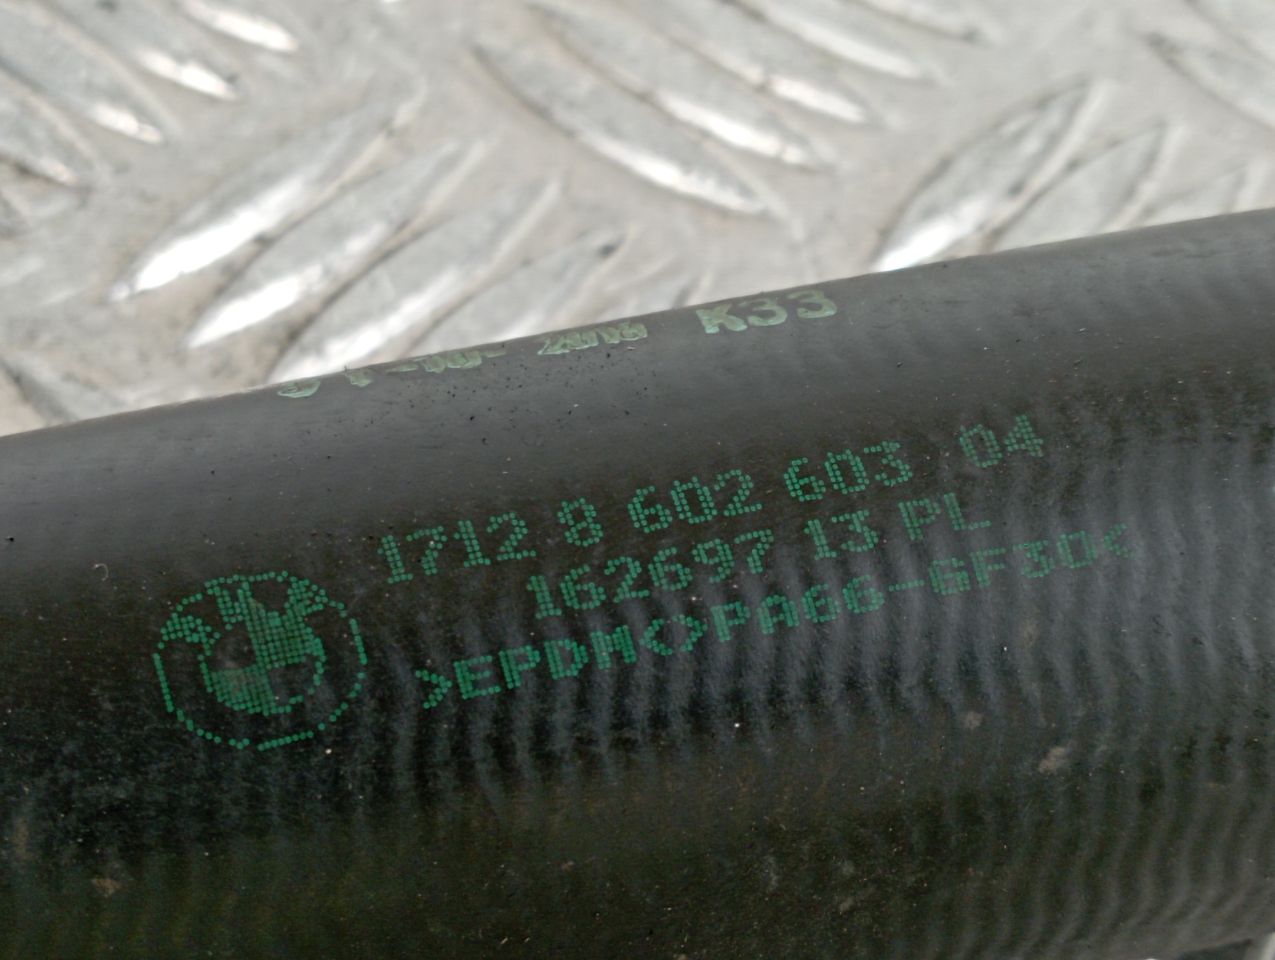 K33
1712 8 602 603 04
162697 13 PL
>EPDM<>PA66-GF30<